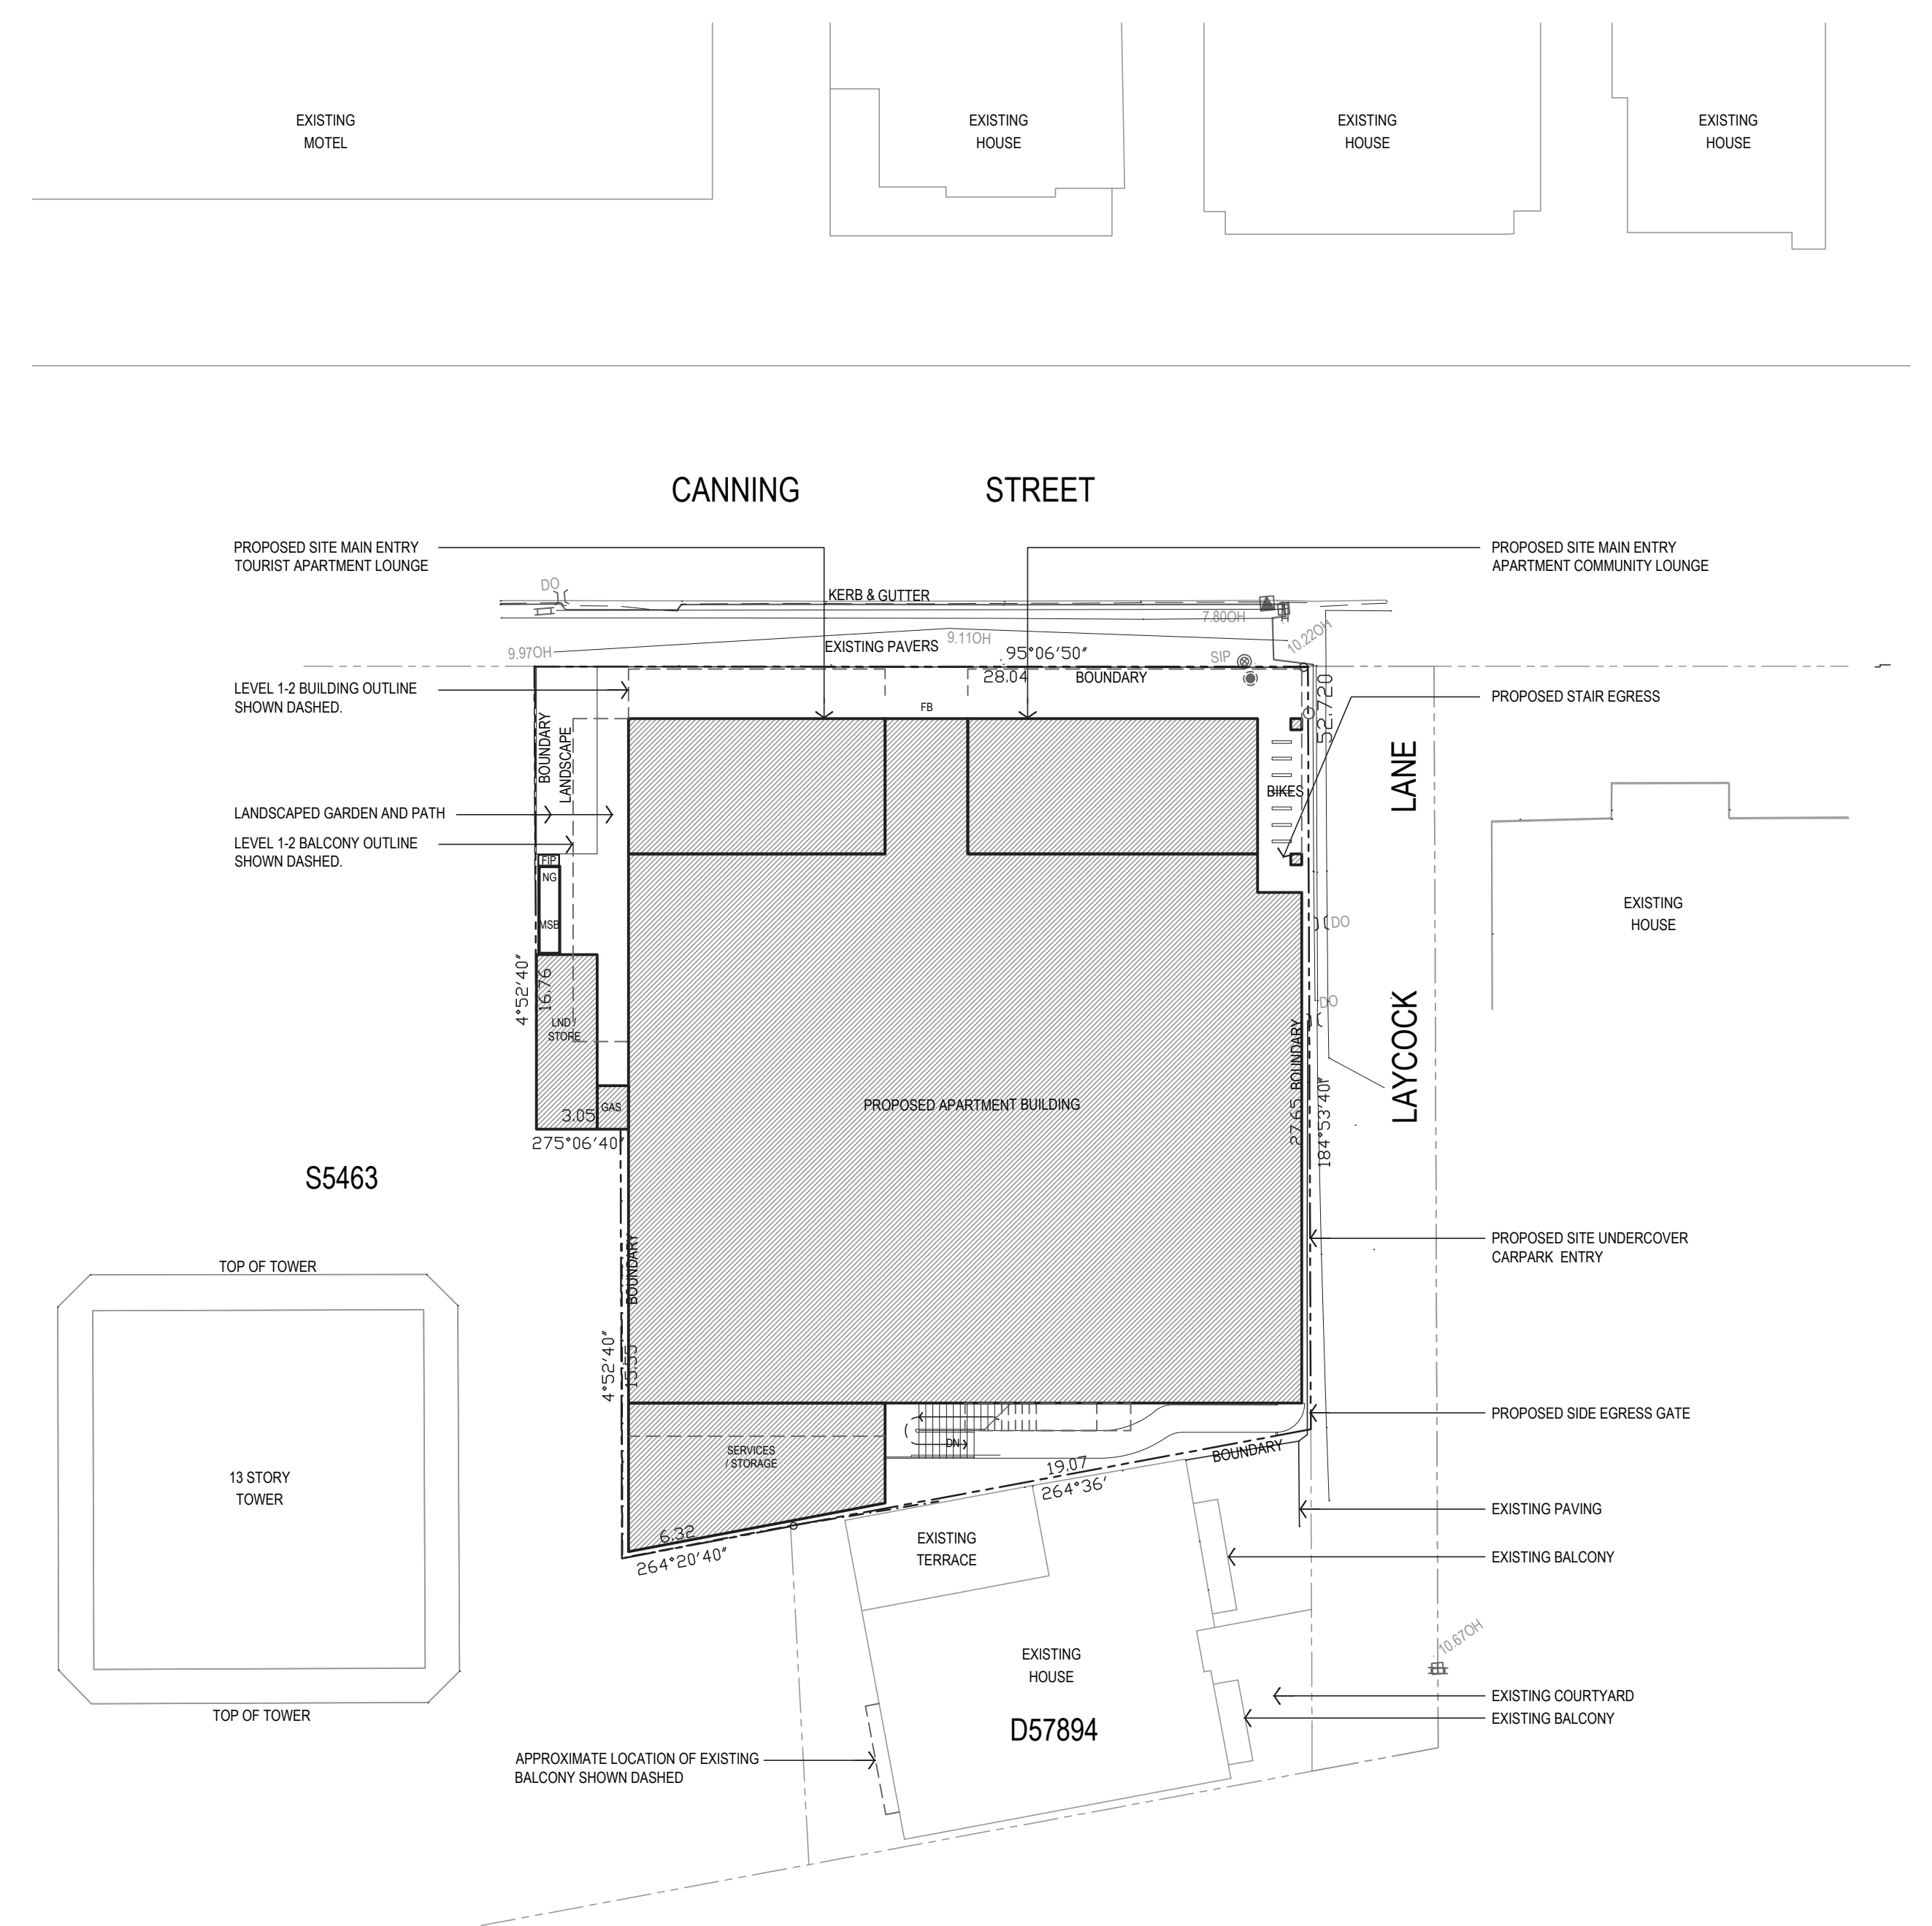 EXISTING
MOTEL
EXISTING
HOUSE
EXISTING
HOUSE
EXISTING
HOUSE
CANNING STREET
PROPOSED SITE MAIN ENTRY
TOURIST APARTMENT LOUNGE
PROPOSED SITE MAIN ENTRY
APARTMENT COMMUNITY LOUNGE
DO
KERB & GUTTER
7.80OH
10.22OH
9.11OH
9.97OH
EXISTING PAVERS
95°06'50"
SIP
28.04
BOUNDARY
LEVEL 1-2 BUILDING OUTLINE
SHOWN DASHED.
PROPOSED STAIR EGRESS
52.720
FB
BOUNDARY
LANDSCAPE
LANE
BIKES
LANDSCAPED GARDEN AND PATH
LEVEL 1-2 BALCONY OUTLINE
SHOWN DASHED.
FIP
NG
MSB
EXISTING
HOUSE
DO
4°52'40"
16.76
DO
LND /
STORE
LAYCOCK
BOUNDARY
27.65
184°53'40"
PROPOSED APARTMENT BUILDING
GAS
3.05
275°06'40"
S5463
BOUNDARY
PROPOSED SITE UNDERCOVER
CARPARK ENTRY
TOP OF TOWER
4°52'40"
15.55
PROPOSED SIDE EGRESS GATE
DN
SERVICES
/ STORAGE
BOUNDARY
19.07
264°36'
13 STORY
TOWER
EXISTING PAVING
6.32
264°20'40"
EXISTING
TERRACE
EXISTING BALCONY
10.67OH
EXISTING
HOUSE
EXISTING COURTYARD
TOP OF TOWER
EXISTING BALCONY
D57894
APPROXIMATE LOCATION OF EXISTING
BALCONY SHOWN DASHED